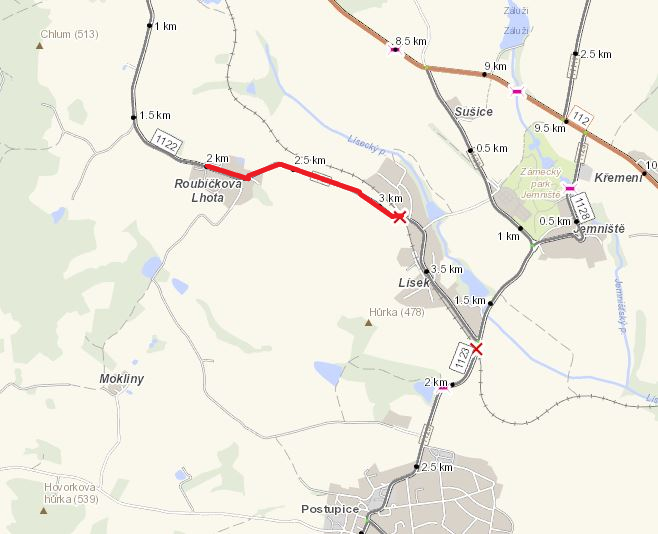 Zaluží
Zaluží
1 km
Chlum (513)
8.5 km
2.5 km
9 km
1.5 km
Sušice
112
9.5 km
1122
Lísecký p.
0.5 km
2 km
2.5 km
10
Roubíčkova
Lhota
Zámecký
park
Jemniště
Křemení
3 km
1128
0.5 km
Jemniště
1 km
3.5 km
Lísek
1.5 km
Jemnišťský p.
Hůrka (478)
1123
Mokliny
2 km
2.5 km
Hovorkova
hůrka (539)
Postupice